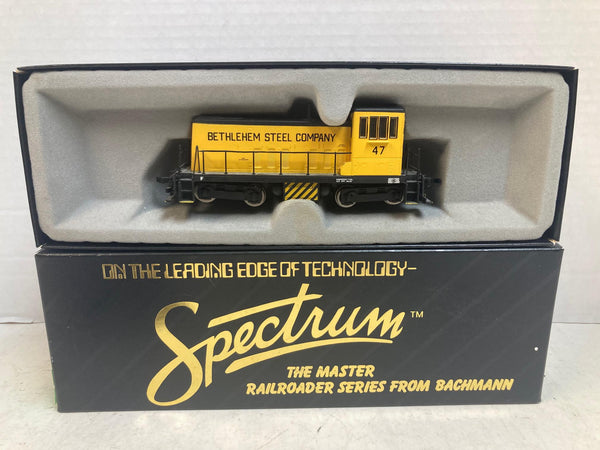 BETHLEHEM STEEL COMPANY
47
ON THE LEADING EDGE OF TECHNOLOGY-
Spectrum™
THE MASTER
RAILROADER SERIES FROM BACHMANN